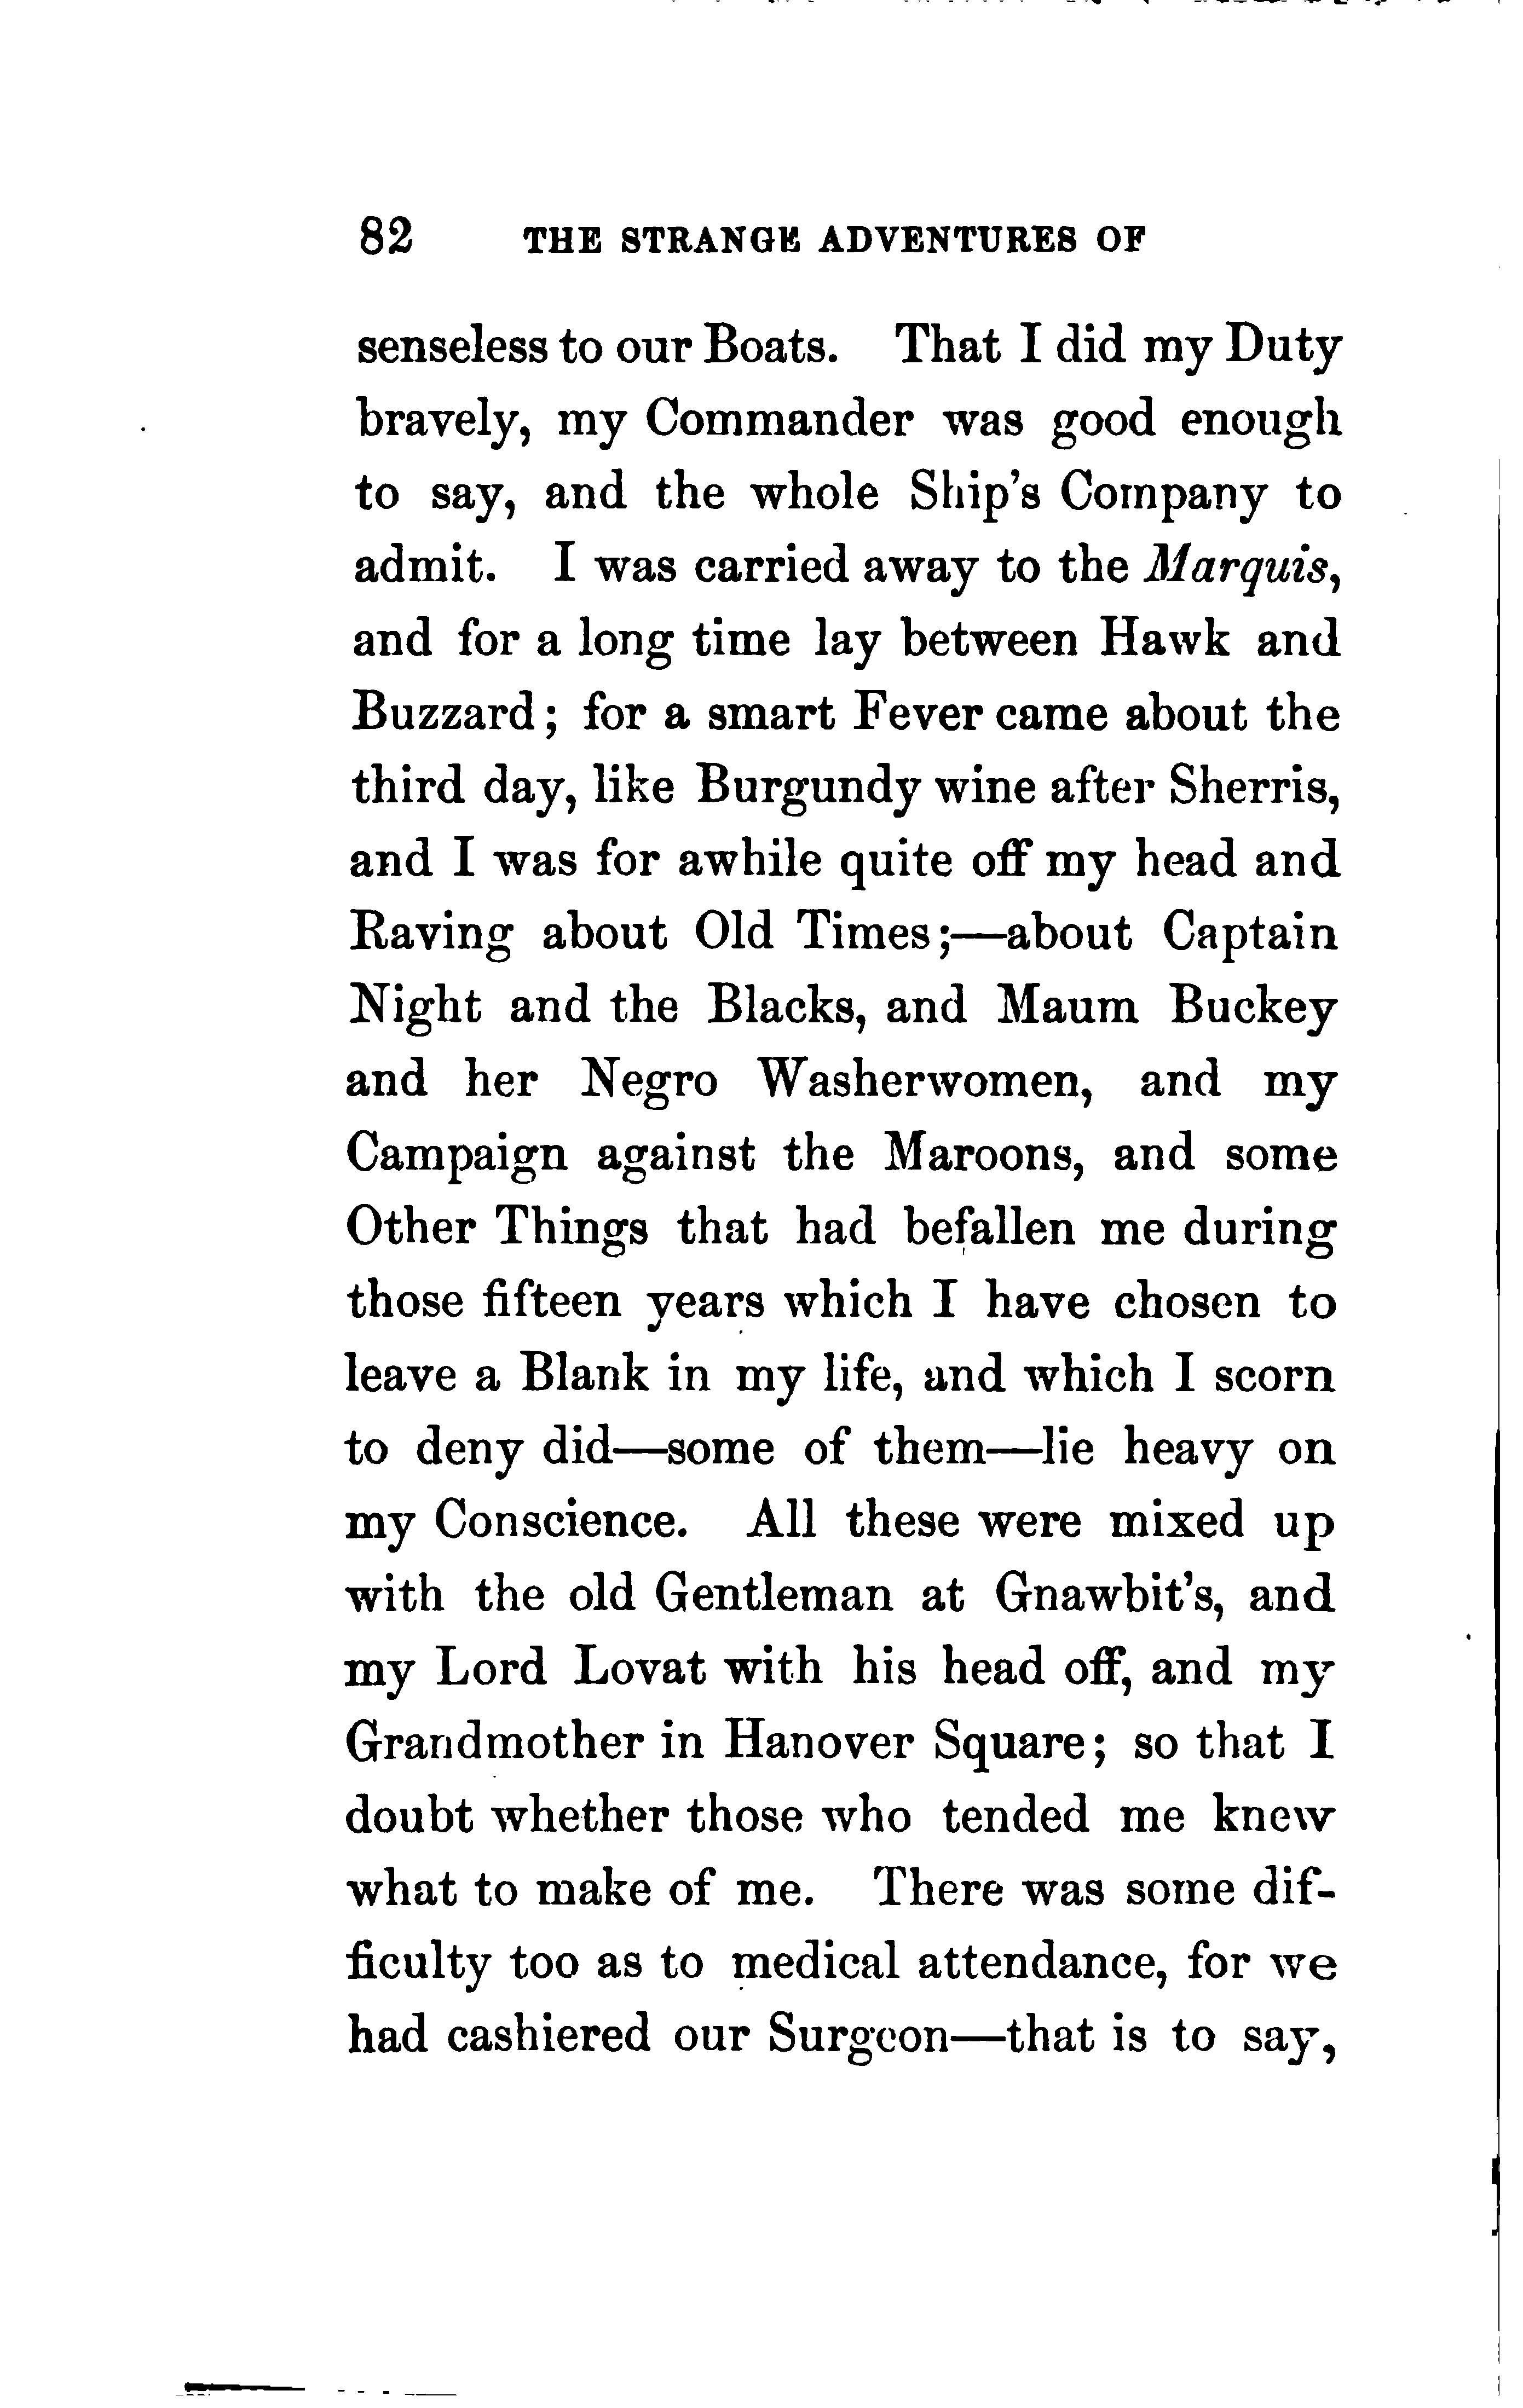 82 THE STRANGE ADVENTURES OF
senseless to our Boats. That I did my Duty
bravely, my Commander was good enough
to say, and the whole Ship's Company to
admit. I was carried away to the Marquis,
and for a long time lay between Hawk and
Buzzard; for a smart Fever came about the
third day, like Burgundy wine after Sherris,
and I was for awhile quite off my head and
Raving about Old Times;—about Captain
Night and the Blacks, and Maum Buckey
and her Negro Washerwomen, and my
Campaign against the Maroons, and some
Other Things that had befallen me during
those fifteen years which I have chosen to
leave a Blank in my life, and which I scorn
to deny did—some of them—lie heavy on
my Conscience. All these were mixed up
with the old Gentleman at Gnawbit's, and
my Lord Lovat with his head off, and my
Grandmother in Hanover Square; so that I
doubt whether those who tended me knew
what to make of me. There was some dif-
ficulty too as to medical attendance, for we
had cashiered our Surgeon—that is to say,